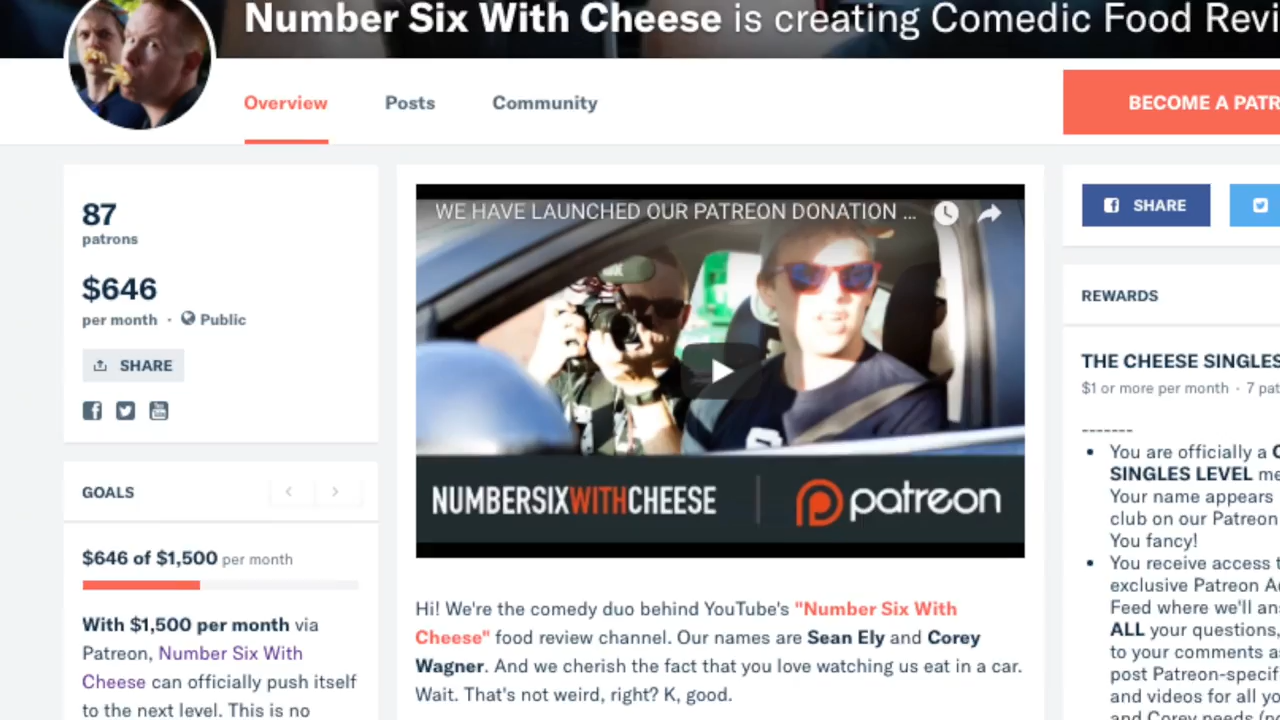 Number Six With Cheese is creating Comedic Food Revi
Overview
Posts
Community
BECOME A PATR
87
patrons
$646
per month · Public
SHARE
GOALS
$646 of $1,500 per month
With $1,500 per month via
Patreon, Number Six With
Cheese can officially push itself
to the next level. This is no
WE HAVE LAUNCHED OUR PATREON DONATION ...
NUMBERSIXWITHCHEESE
patreon
Hi! We're the comedy duo behind YouTube's "Number Six With
Cheese" food review channel. Our names are Sean Ely and Corey
Wagner. And we cherish the fact that you love watching us eat in a car.
Wait. That's not weird, right? K, good.
SHARE
REWARDS
THE CHEESE SINGLES
$1 or more per month · 7 pat
-------
• You are officially a C
SINGLES LEVEL me
Your name appears
club on our Patreon
You fancy!
• You receive access t
exclusive Patreon Ac
Feed where we'll ans
ALL your questions,
to your comments as
post Patreon-specif
and videos for all yo
and Corey needs (no